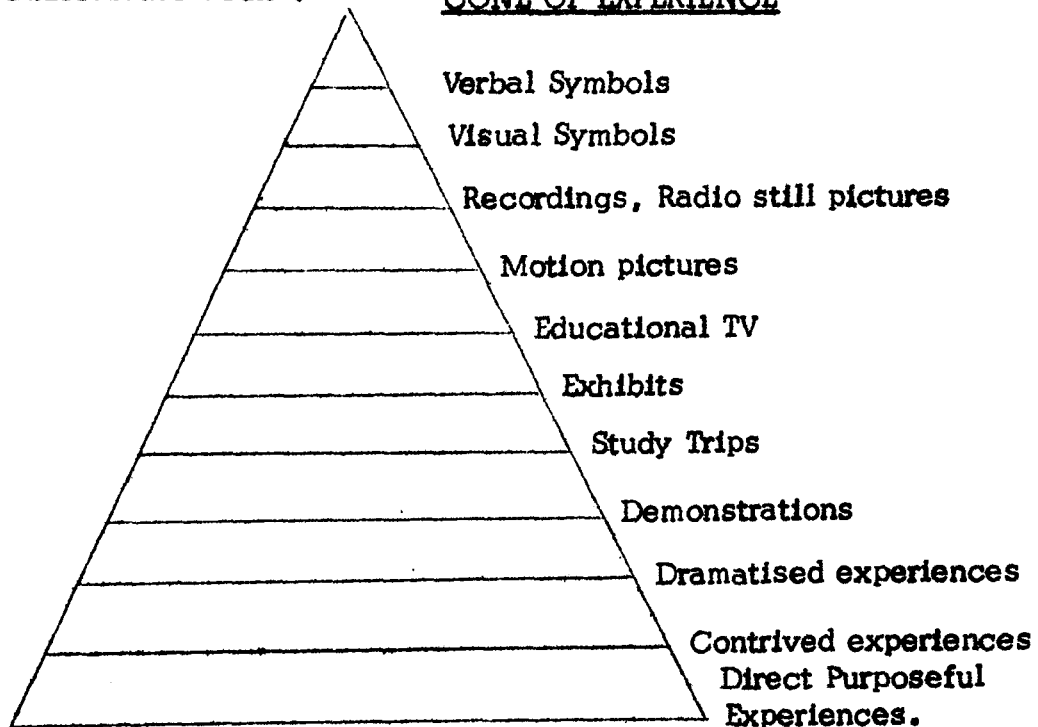 CONE OF EXPERIENCE
Verbal Symbols
Visual Symbols
Recordings, Radio still pictures
Motion pictures
Educational TV
Exhibits
Study Trips
Demonstrations
Dramatised experiences
Contrived experiences
Direct Purposeful
Experiences.